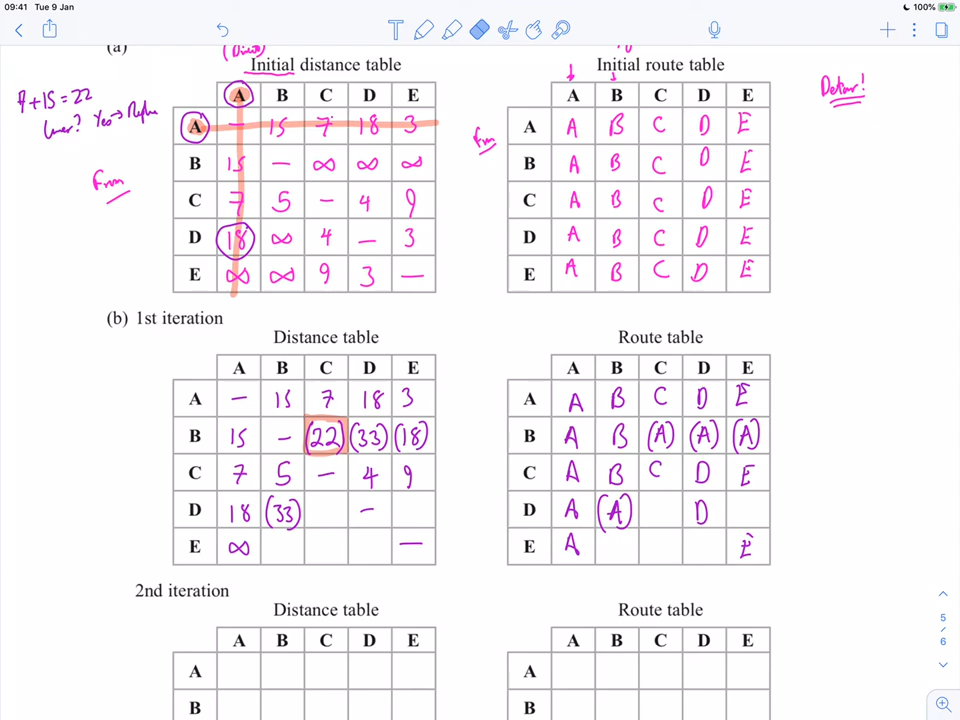 09:41 Tue 9 Jan
100%
(a)
(Direct)
Initial distance table
Initial route table
7+15=22
Lower? Yes→Replace
Detour!
From
From
A B C D E
A B C D E
A – 15 7 18 3
A A B C D E
B 15 – ∞ ∞ ∞
B A B C D E
C 7 5 – 4 9
C A B C D E
D 18 ∞ 4 – 3
D A B C D E
E ∞ ∞ 9 3 –
E A B C D E
(b) 1st iteration
Distance table
Route table
A B C D E
A B C D E
A – 15 7 18 3
A A B C D E
B 15 – (22) (33) (18)
B A B (A) (A) (A)
C 7 5 – 4 9
C A B C D E
D 18 (33) –
D A (A) D
E ∞ –
E A E
2nd iteration
Distance table
Route table
A B C D E
A B C D E
A
A
B
B
5
/
6